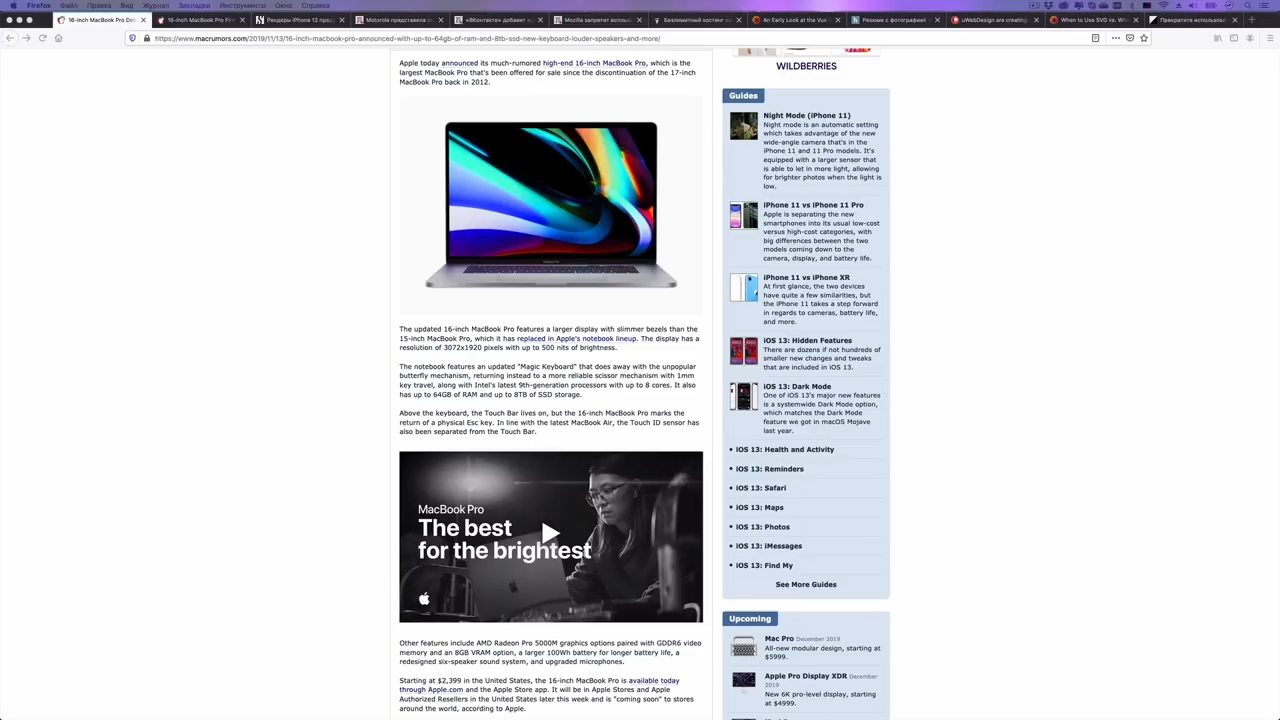 Firefox Файл Правка Вид Журнал Закладки Инструменты Окно Справка
16-inch MacBook Pro Deb
16-inch MacBook Pro Firs
Рендеры iPhone 12 пред
Motorola представила
«ВКонтакте» добавит
Mozilla запретит
Безлимитный хостинг
An Early Look at the Vue
Резюме с фотографией
uWebDesign are creating
When to Use SVG vs. Whe
Прекратите использова
https://www.macrumors.com/2019/11/13/16-inch-macbook-pro-announced-with-up-to-64gb-of-ram-and-8tb-ssd-new-keyboard-louder-speakers-and-more/
Apple today announced its much-rumored high-end 16-inch MacBook Pro, which is the
largest MacBook Pro that's been offered for sale since the discontinuation of the 17-inch
MacBook Pro back in 2012.
The updated 16-inch MacBook Pro features a larger display with slimmer bezels than the
15-inch MacBook Pro, which it has replaced in Apple's notebook lineup. The display has a
resolution of 3072x1920 pixels with up to 500 nits of brightness.
The notebook features an updated "Magic Keyboard" that does away with the unpopular
butterfly mechanism, returning instead to a more reliable scissor mechanism with 1mm
key travel, along with Intel's latest 9th-generation processors with up to 8 cores. It also
has up to 64GB of RAM and up to 8TB of SSD storage.
Above the keyboard, the Touch Bar lives on, but the 16-inch MacBook Pro marks the
return of a physical Esc key. In line with the latest MacBook Air, the Touch ID sensor has
also been separated from the Touch Bar.
MacBook Pro
The best
for the brightest
Other features include AMD Radeon Pro 5000M graphics options paired with GDDR6 video
memory and an 8GB VRAM option, a larger 100Wh battery for longer battery life, a
redesigned six-speaker sound system, and upgraded microphones.
Starting at $2,399 in the United States, the 16-inch MacBook Pro is available today
through Apple.com and the Apple Store app. It will be in Apple Stores and Apple
Authorized Resellers in the United States later this week and is "coming soon" to stores
around the world, according to Apple.
WILDBERRIES
Guides
Night Mode (iPhone 11)
Night mode is an automatic setting
which takes advantage of the new
wide-angle camera that's in the
iPhone 11 and 11 Pro models. It's
equipped with a larger sensor that
is able to let in more light, allowing
for brighter photos when the light is
low.
iPhone 11 vs iPhone 11 Pro
Apple is separating the new
smartphones into its usual low-cost
versus high-cost categories, with
big differences between the two
models coming down to the
camera, display, and battery life.
iPhone 11 vs iPhone XR
At first glance, the two devices
have quite a few similarities, but
the iPhone 11 takes a step forward
in regards to cameras, battery life,
and more.
iOS 13: Hidden Features
There are dozens if not hundreds of
smaller new changes and tweaks
that are included in iOS 13.
iOS 13: Dark Mode
One of iOS 13's major new features
is a systemwide Dark Mode option,
which matches the Dark Mode
feature we got in macOS Mojave
last year.
• iOS 13: Health and Activity
• iOS 13: Reminders
• iOS 13: Safari
• iOS 13: Maps
• iOS 13: Photos
• iOS 13: iMessages
• iOS 13: Find My
See More Guides
Upcoming
Mac Pro December 2019
All-new modular design, starting at
$5999.
Apple Pro Display XDR December
2019
New 6K pro-level display, starting
at $4999.